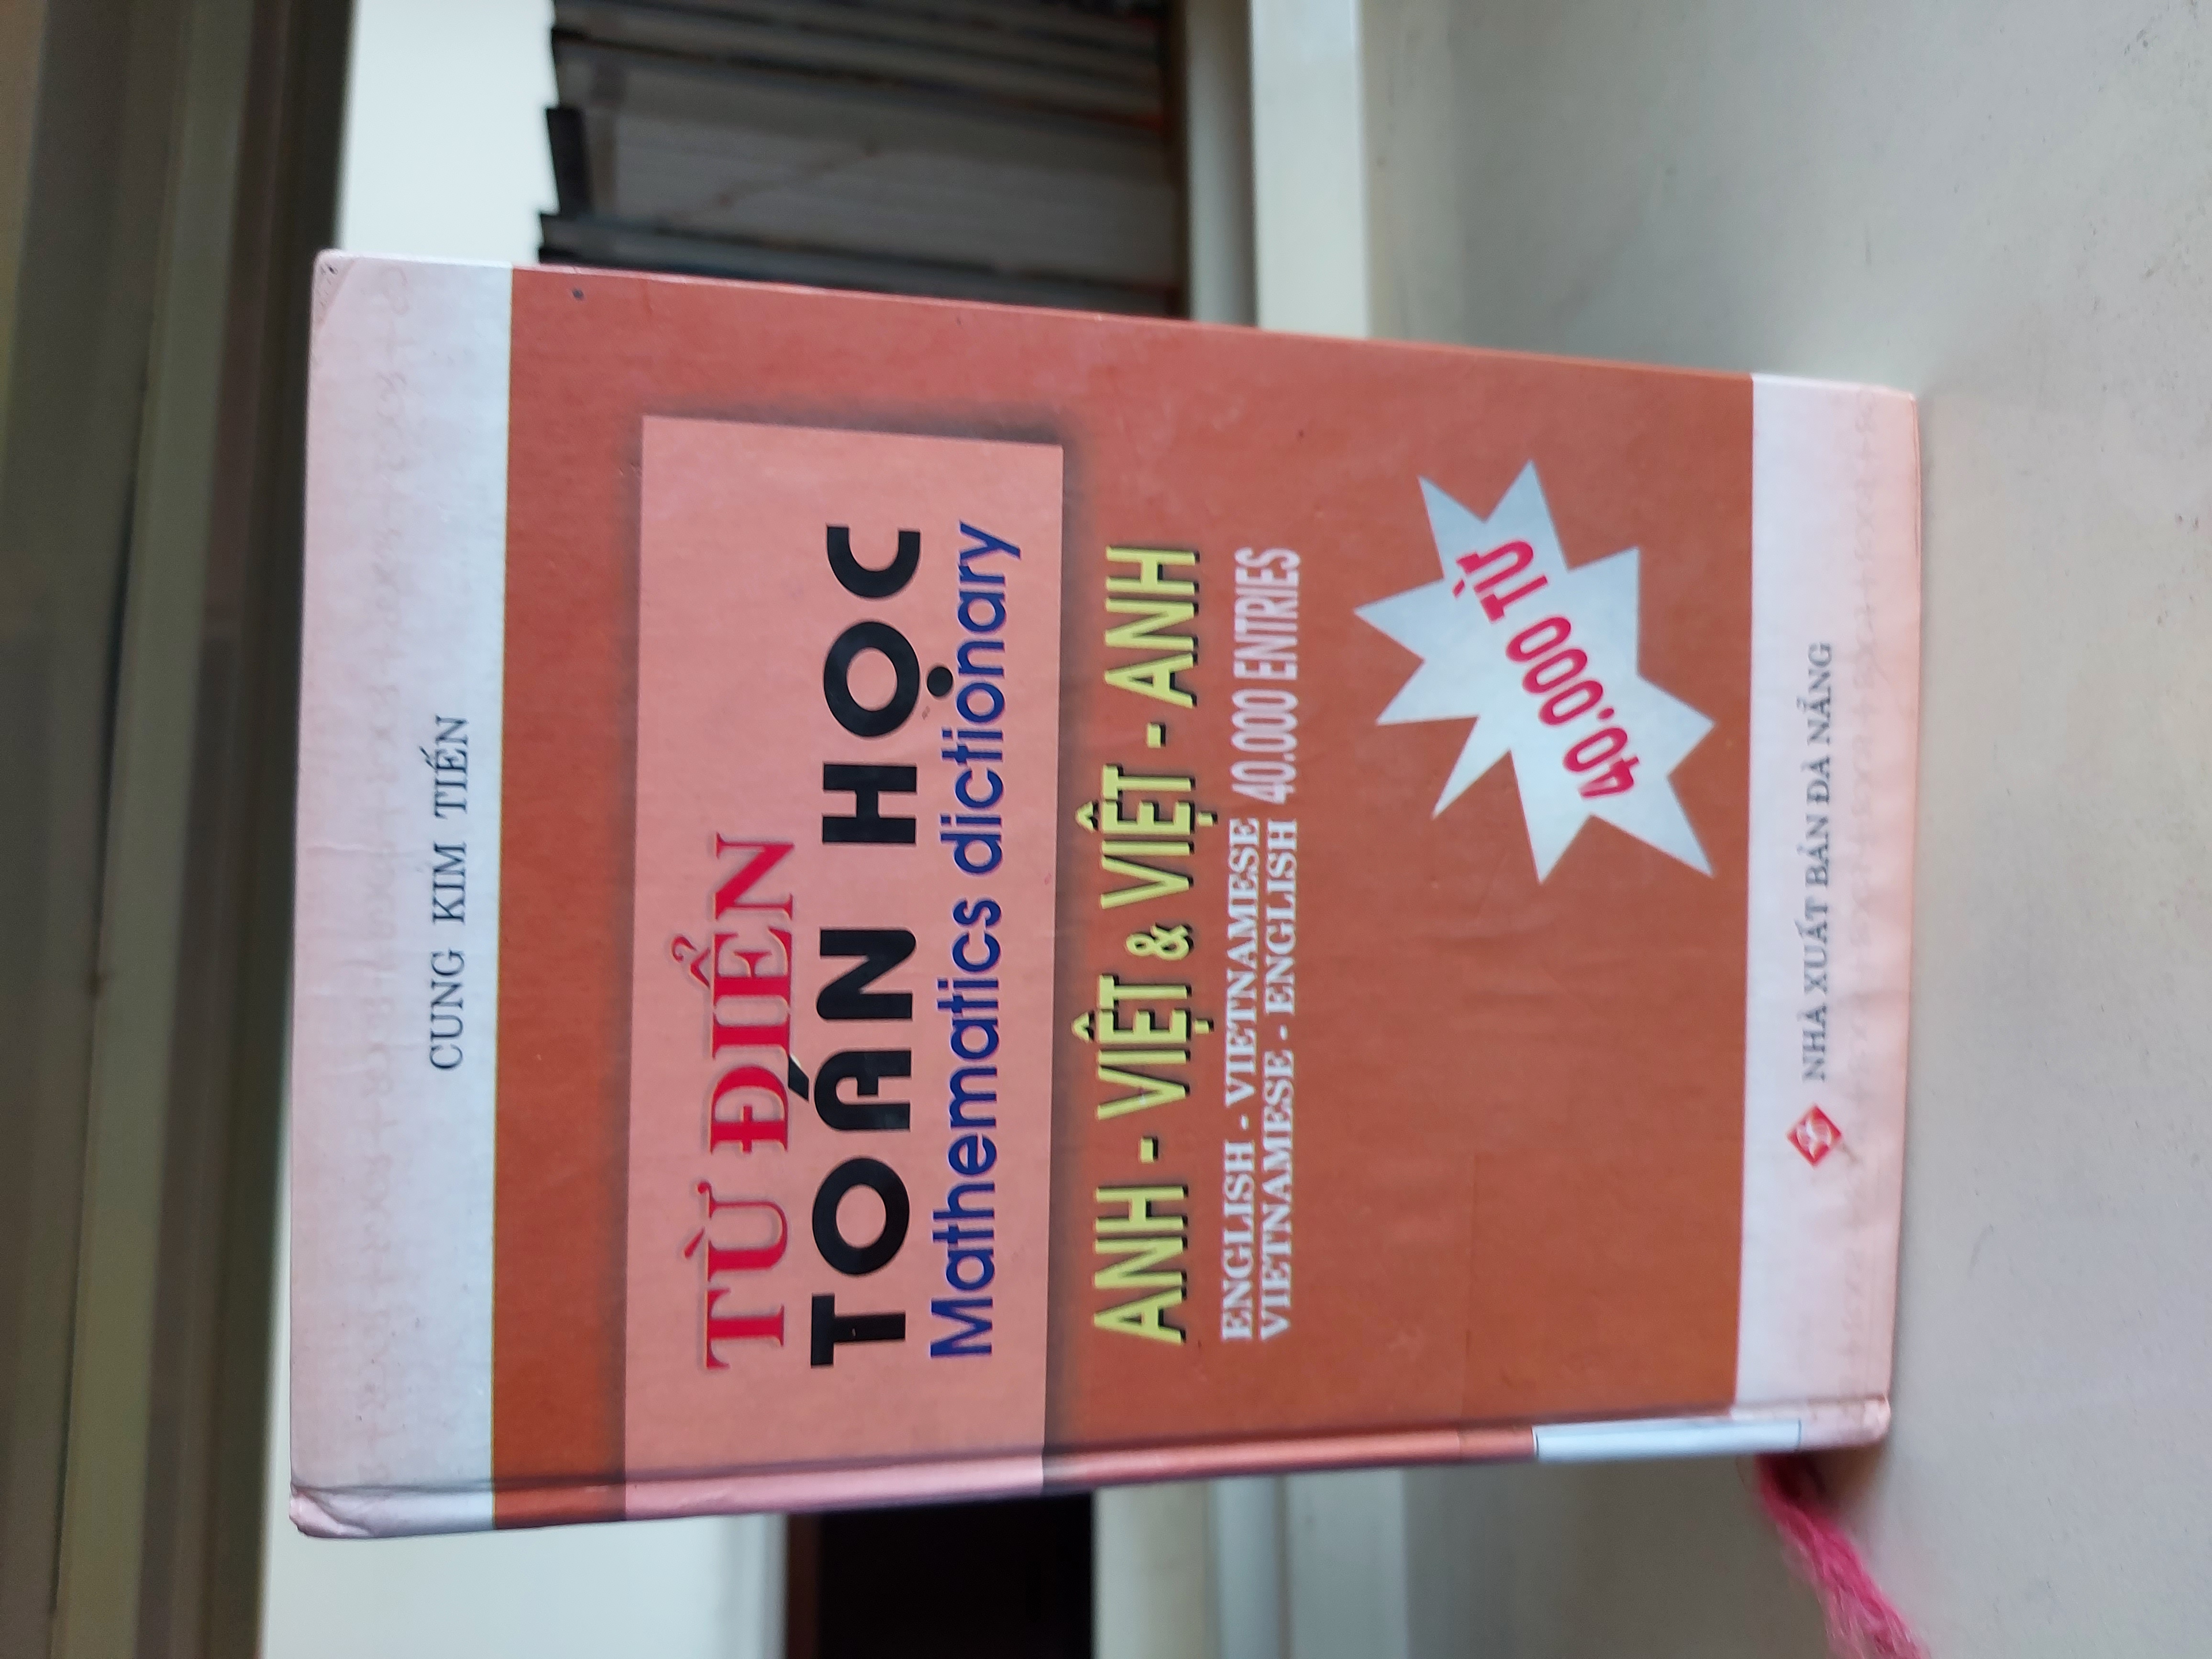 CUNG KIM TIẾN
TỪ ĐIỂN
TOÁN HỌC
Mathematics dictionary
ANH - VIỆT & VIỆT - ANH
ENGLISH - VIETNAMESE
VIETNAMESE - ENGLISH
40.000 ENTRIES
40.000 TỪ
NHÀ XUẤT BẢN ĐÀ NẴNG